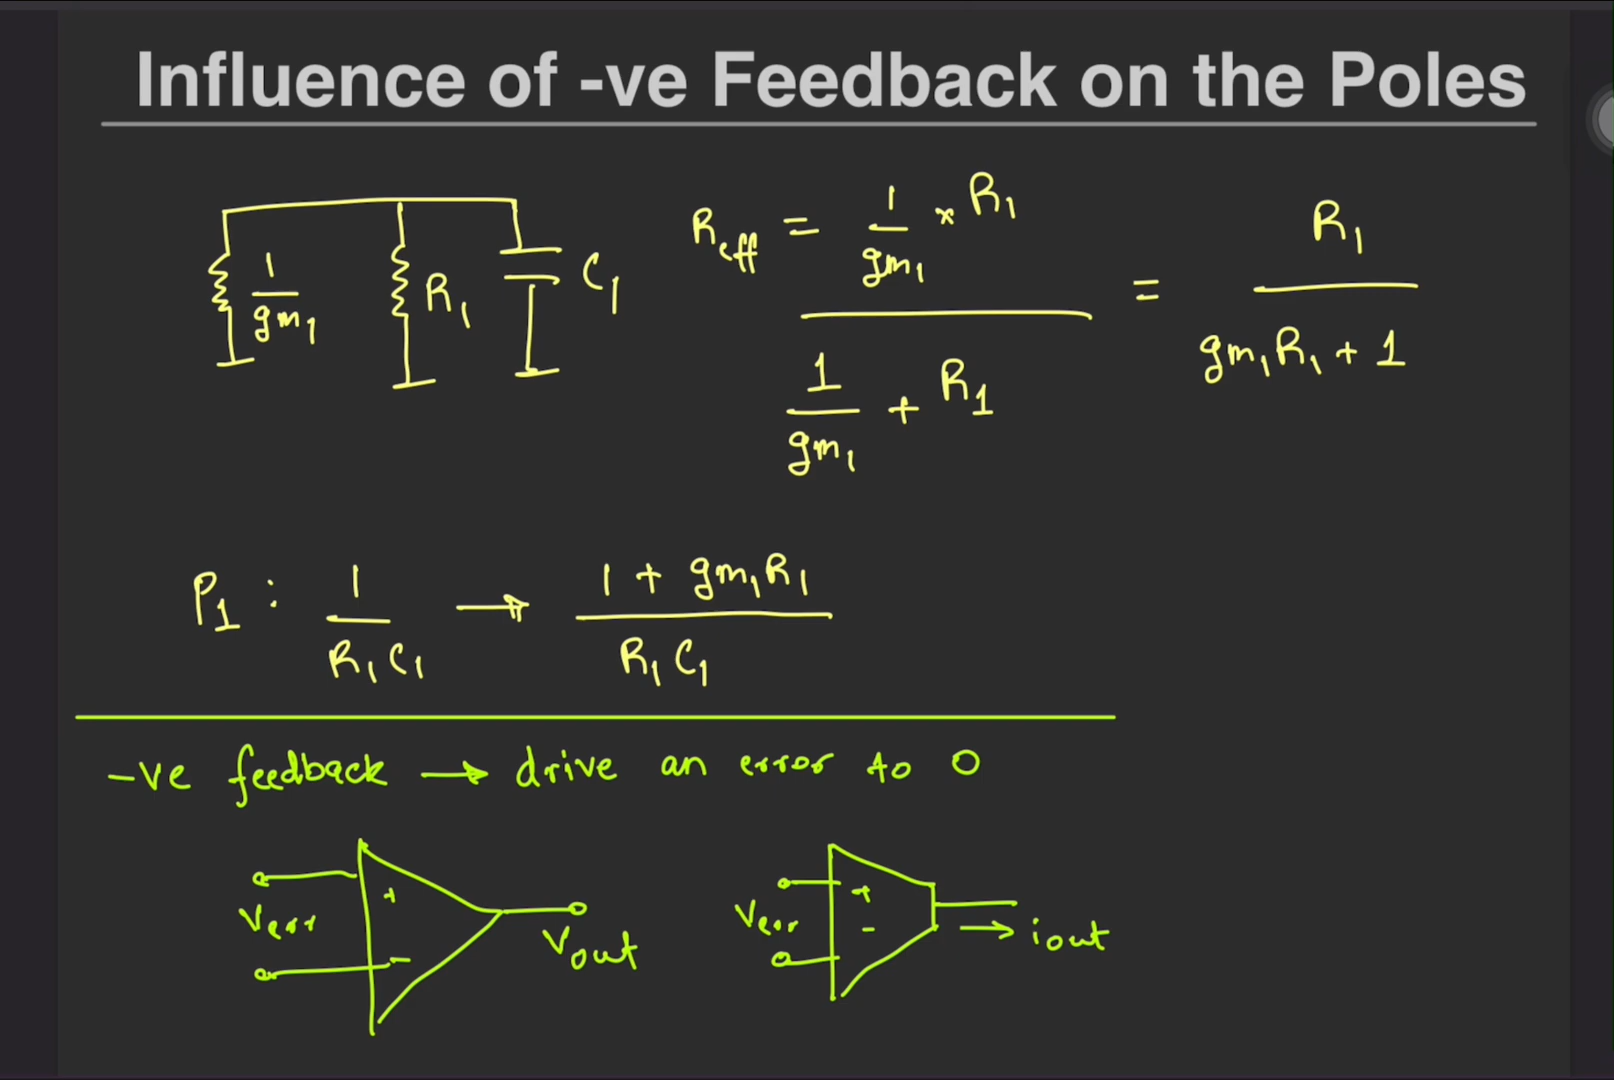 Influence of -ve Feedback on the Poles
1/gm1 R1 C1
Reff = (1/gm1 × R1) / (1/gm1 + R1) = R1 / (gm1R1 + 1)
P1 : 1/(R1C1) → (1 + gm1R1)/(R1C1)
-ve feedback → drive an error to 0
+
Verr
-
Vout
+
Verr
-
→ iout